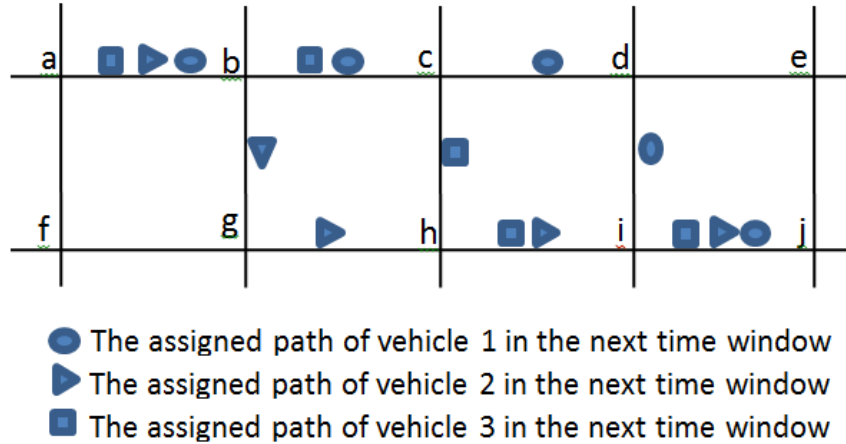 a b c d e
f g h i j
The assigned path of vehicle 1 in the next time window
The assigned path of vehicle 2 in the next time window
The assigned path of vehicle 3 in the next time window